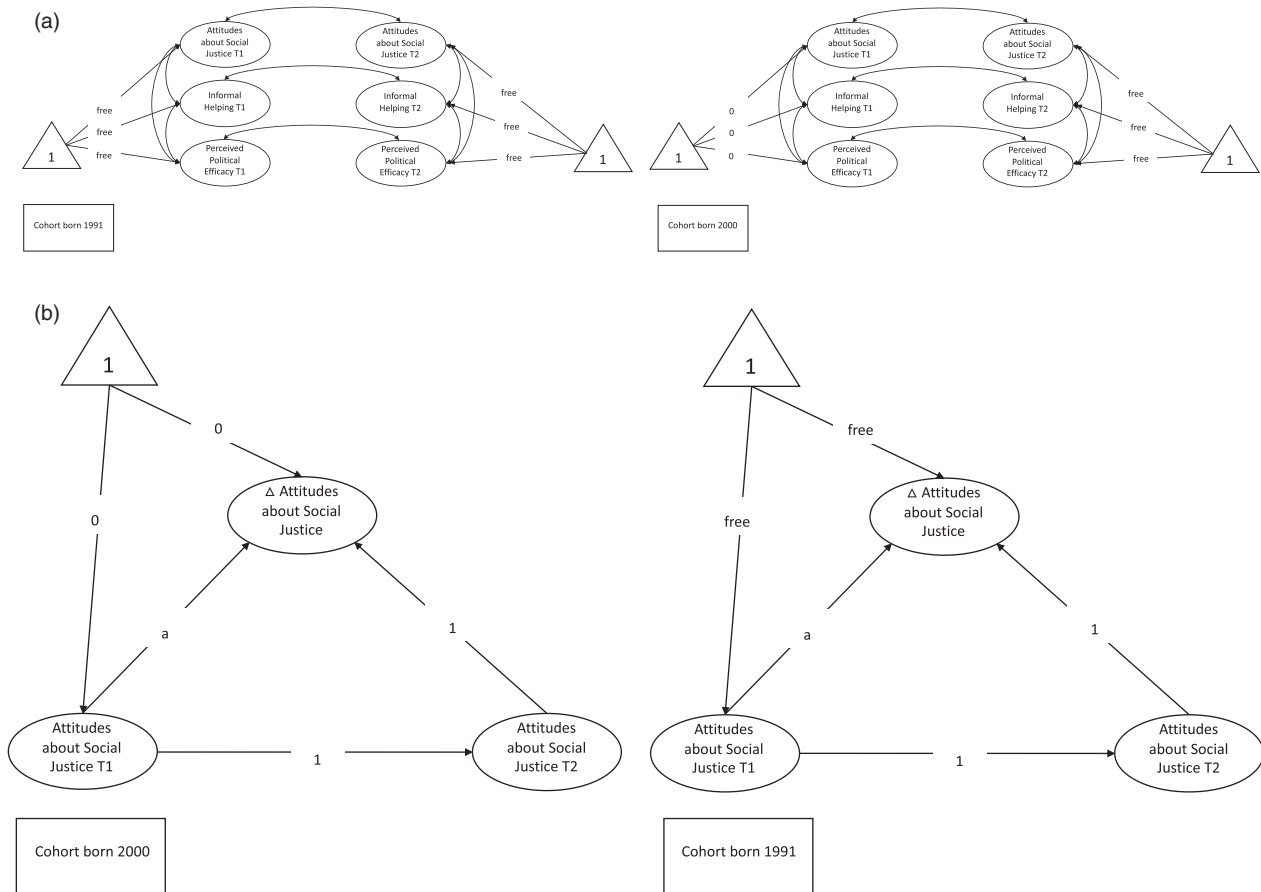 (a)
Attitudes
about Social
Justice T1
Attitudes
about Social
Justice T2
Informal
Helping T1
Informal
Helping T2
Perceived
Political
Efficacy T1
Perceived
Political
Efficacy T2
free
free
free
free
free
free
1
1
Cohort born 1991
Attitudes
about Social
Justice T1
Attitudes
about Social
Justice T2
Informal
Helping T1
Informal
Helping T2
Perceived
Political
Efficacy T1
Perceived
Political
Efficacy T2
0
0
0
free
free
free
1
1
Cohort born 2000
(b)
1
0
0
Δ Attitudes
about Social
Justice
a
1
Attitudes
about Social
Justice T1
1
Attitudes
about Social
Justice T2
Cohort born 2000
1
free
free
Δ Attitudes
about Social
Justice
a
1
Attitudes
about Social
Justice T1
1
Attitudes
about Social
Justice T2
Cohort born 1991